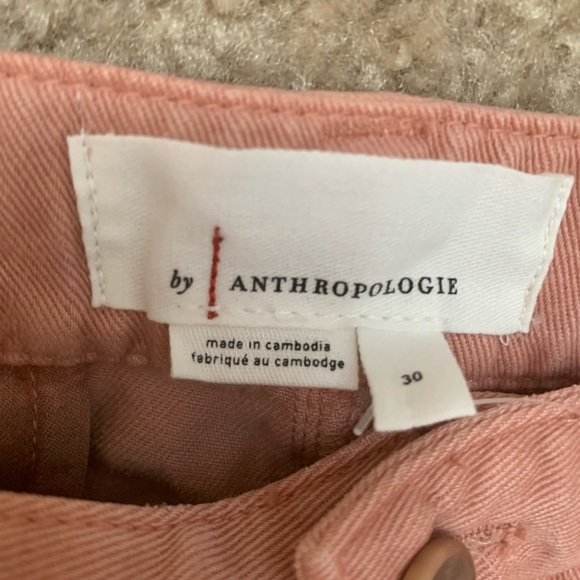 by ANTHROPOLOGIE
made in cambodia
fabriqué au cambodge
30